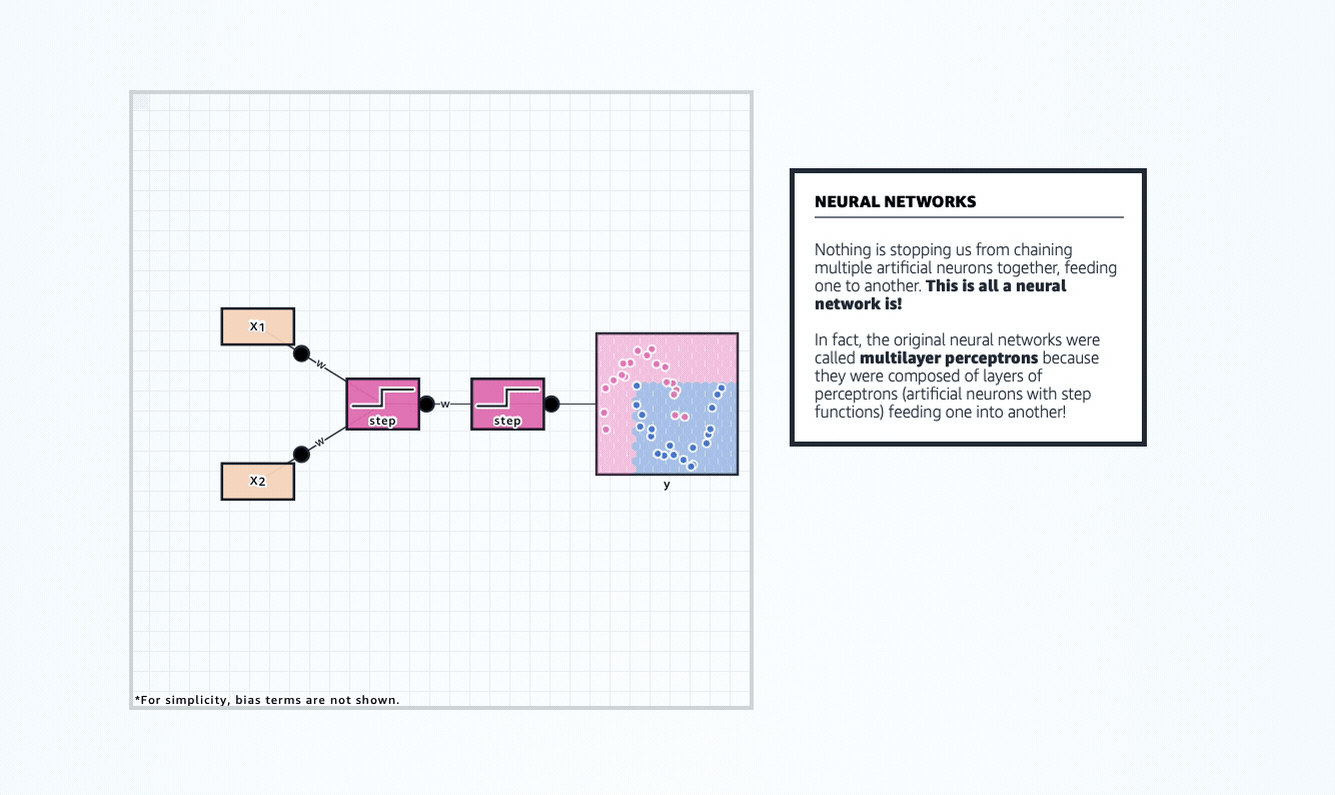 NEURAL NETWORKS
Nothing is stopping us from chaining
multiple artificial neurons together, feeding
one to another. This is all a neural
network is!
In fact, the original neural networks were
called multilayer perceptrons because
they were composed of layers of
perceptrons (artificial neurons with step
functions) feeding one into another!
X1
w
step
w
step
w
X2
y
*For simplicity, bias terms are not shown.